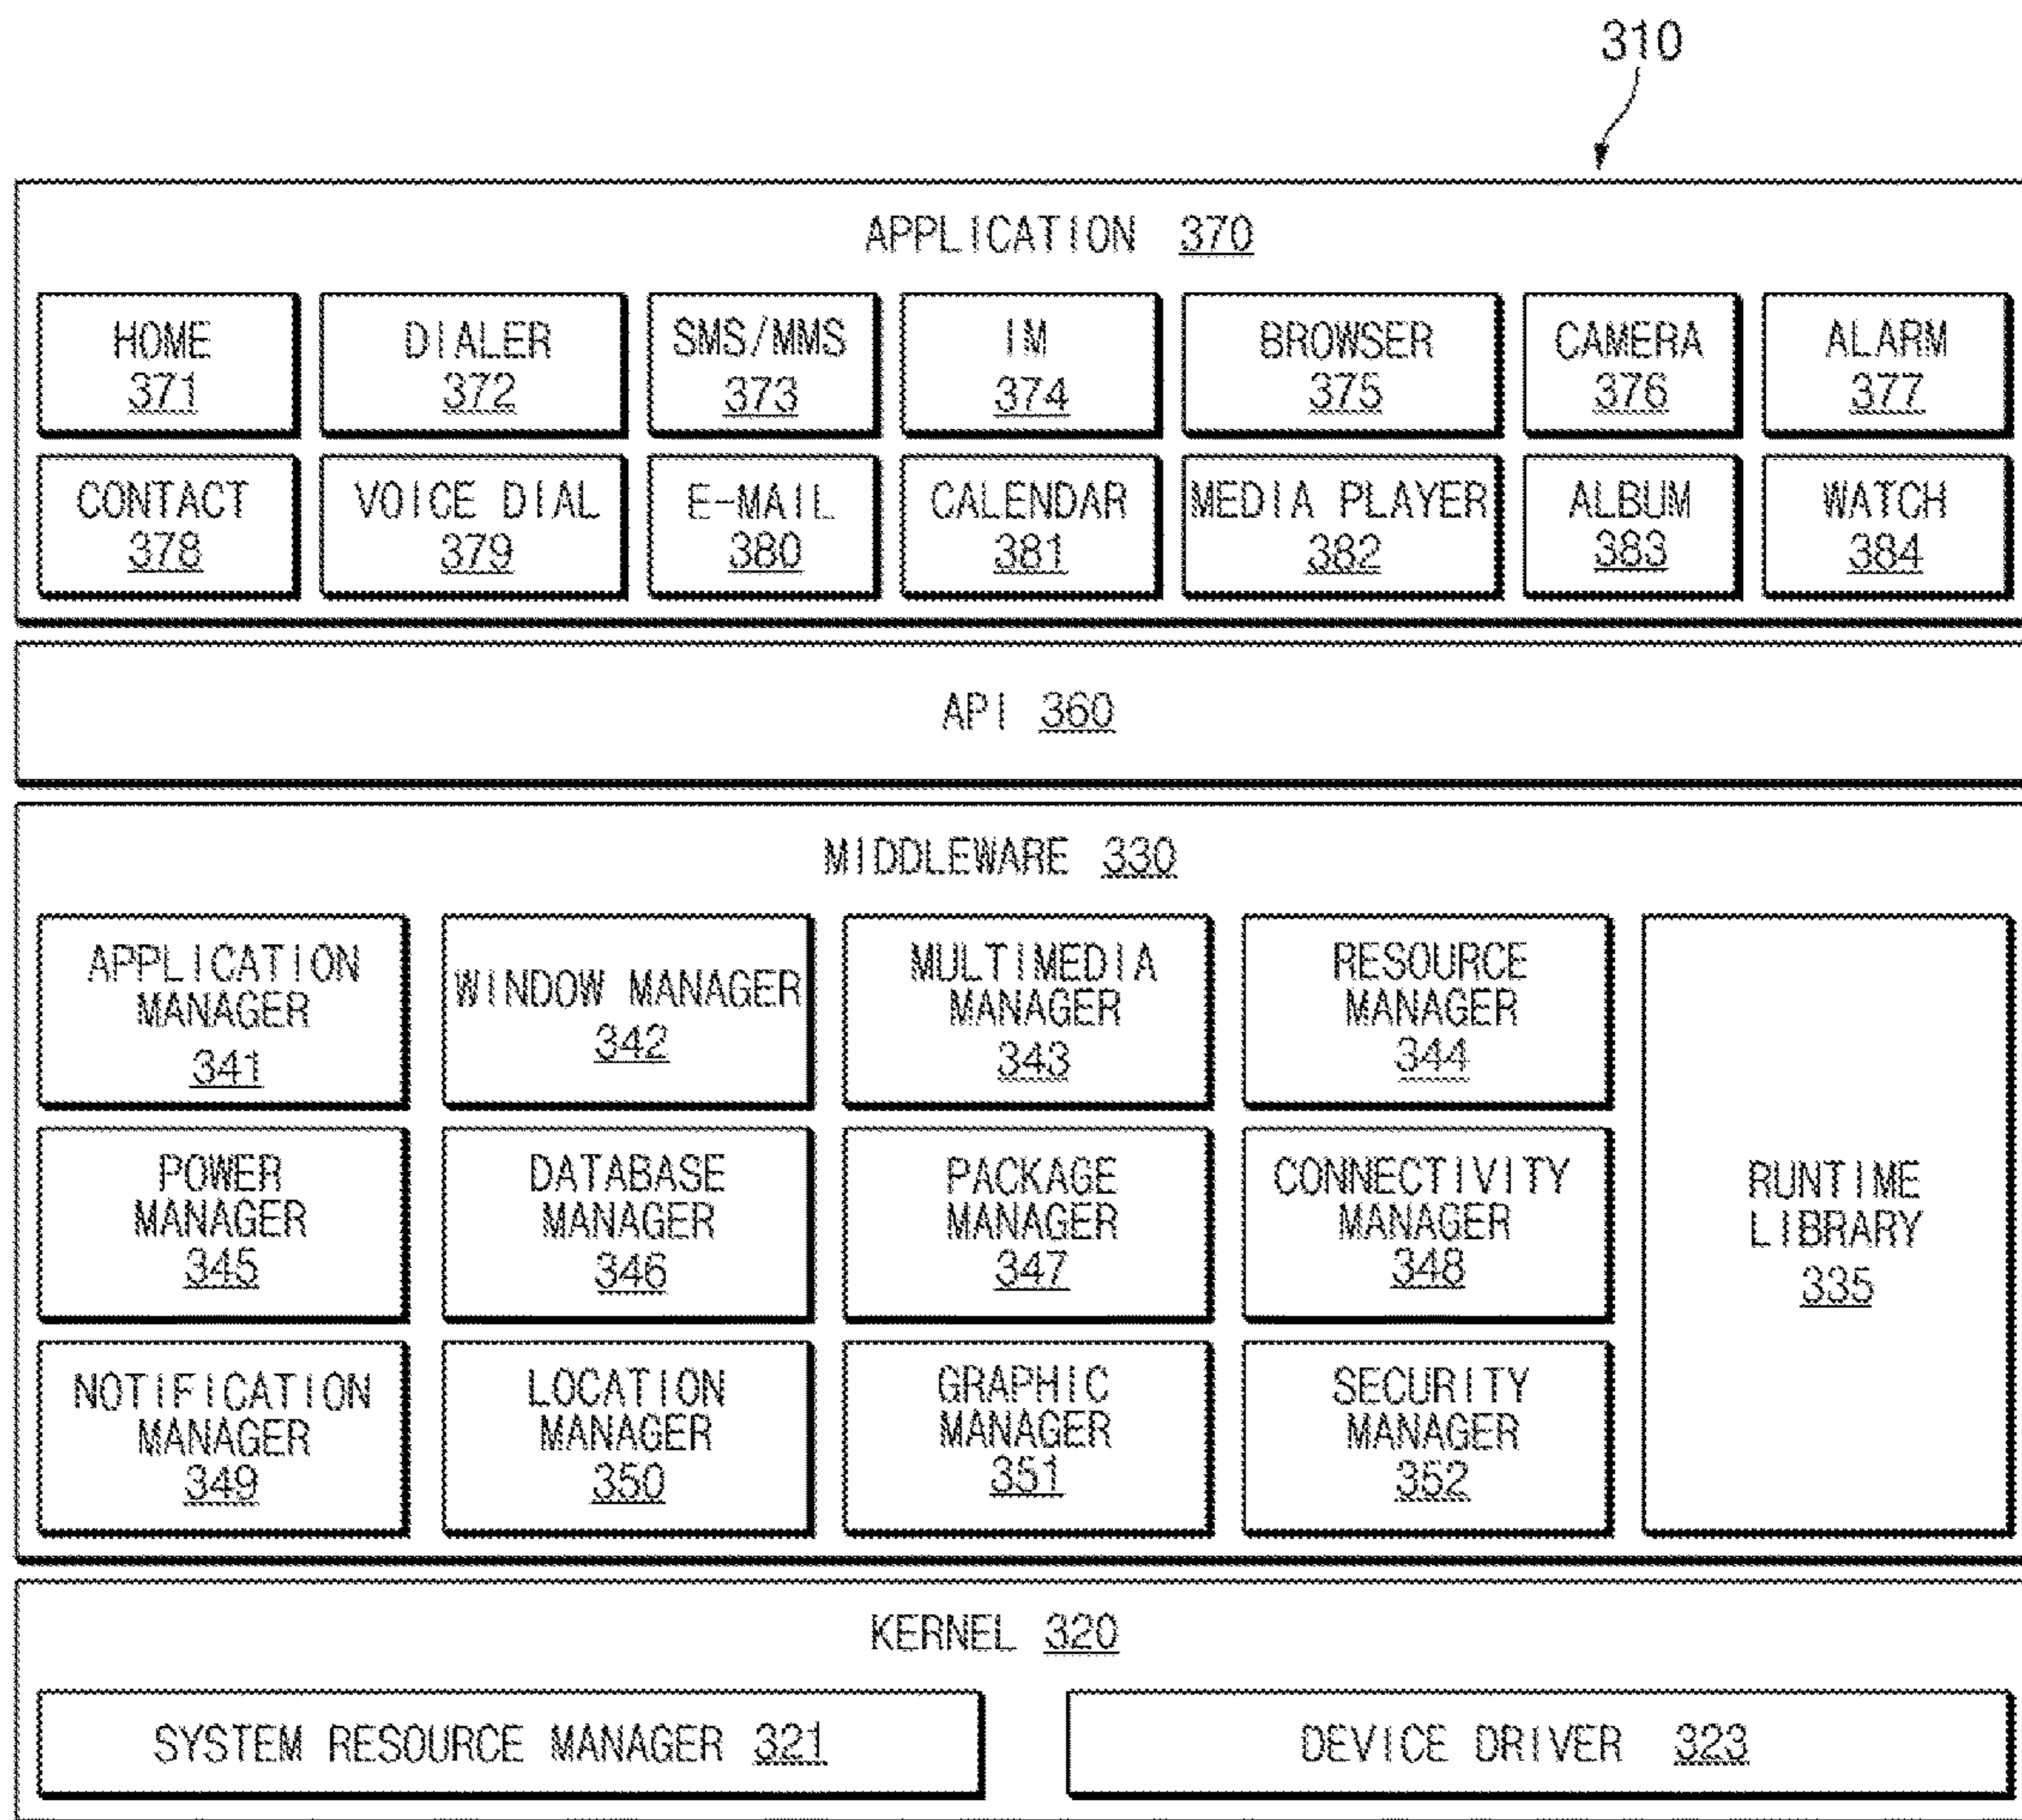 310
APPLICATION 370
HOME
371
DIALER
372
SMS/MMS
373
IM
374
BROWSER
375
CAMERA
376
ALARM
377
CONTACT
378
VOICE DIAL
379
E-MAIL
380
CALENDAR
381
MEDIA PLAYER
382
ALBUM
383
WATCH
384
API 360
MIDDLEWARE 330
APPLICATION
MANAGER
341
WINDOW MANAGER
342
MULTIMEDIA
MANAGER
343
RESOURCE
MANAGER
344
POWER
MANAGER
345
DATABASE
MANAGER
346
PACKAGE
MANAGER
347
CONNECTIVITY
MANAGER
348
NOTIFICATION
MANAGER
349
LOCATION
MANAGER
350
GRAPHIC
MANAGER
351
SECURITY
MANAGER
352
RUNTIME
LIBRARY
335
KERNEL 320
SYSTEM RESOURCE MANAGER 321
DEVICE DRIVER 323